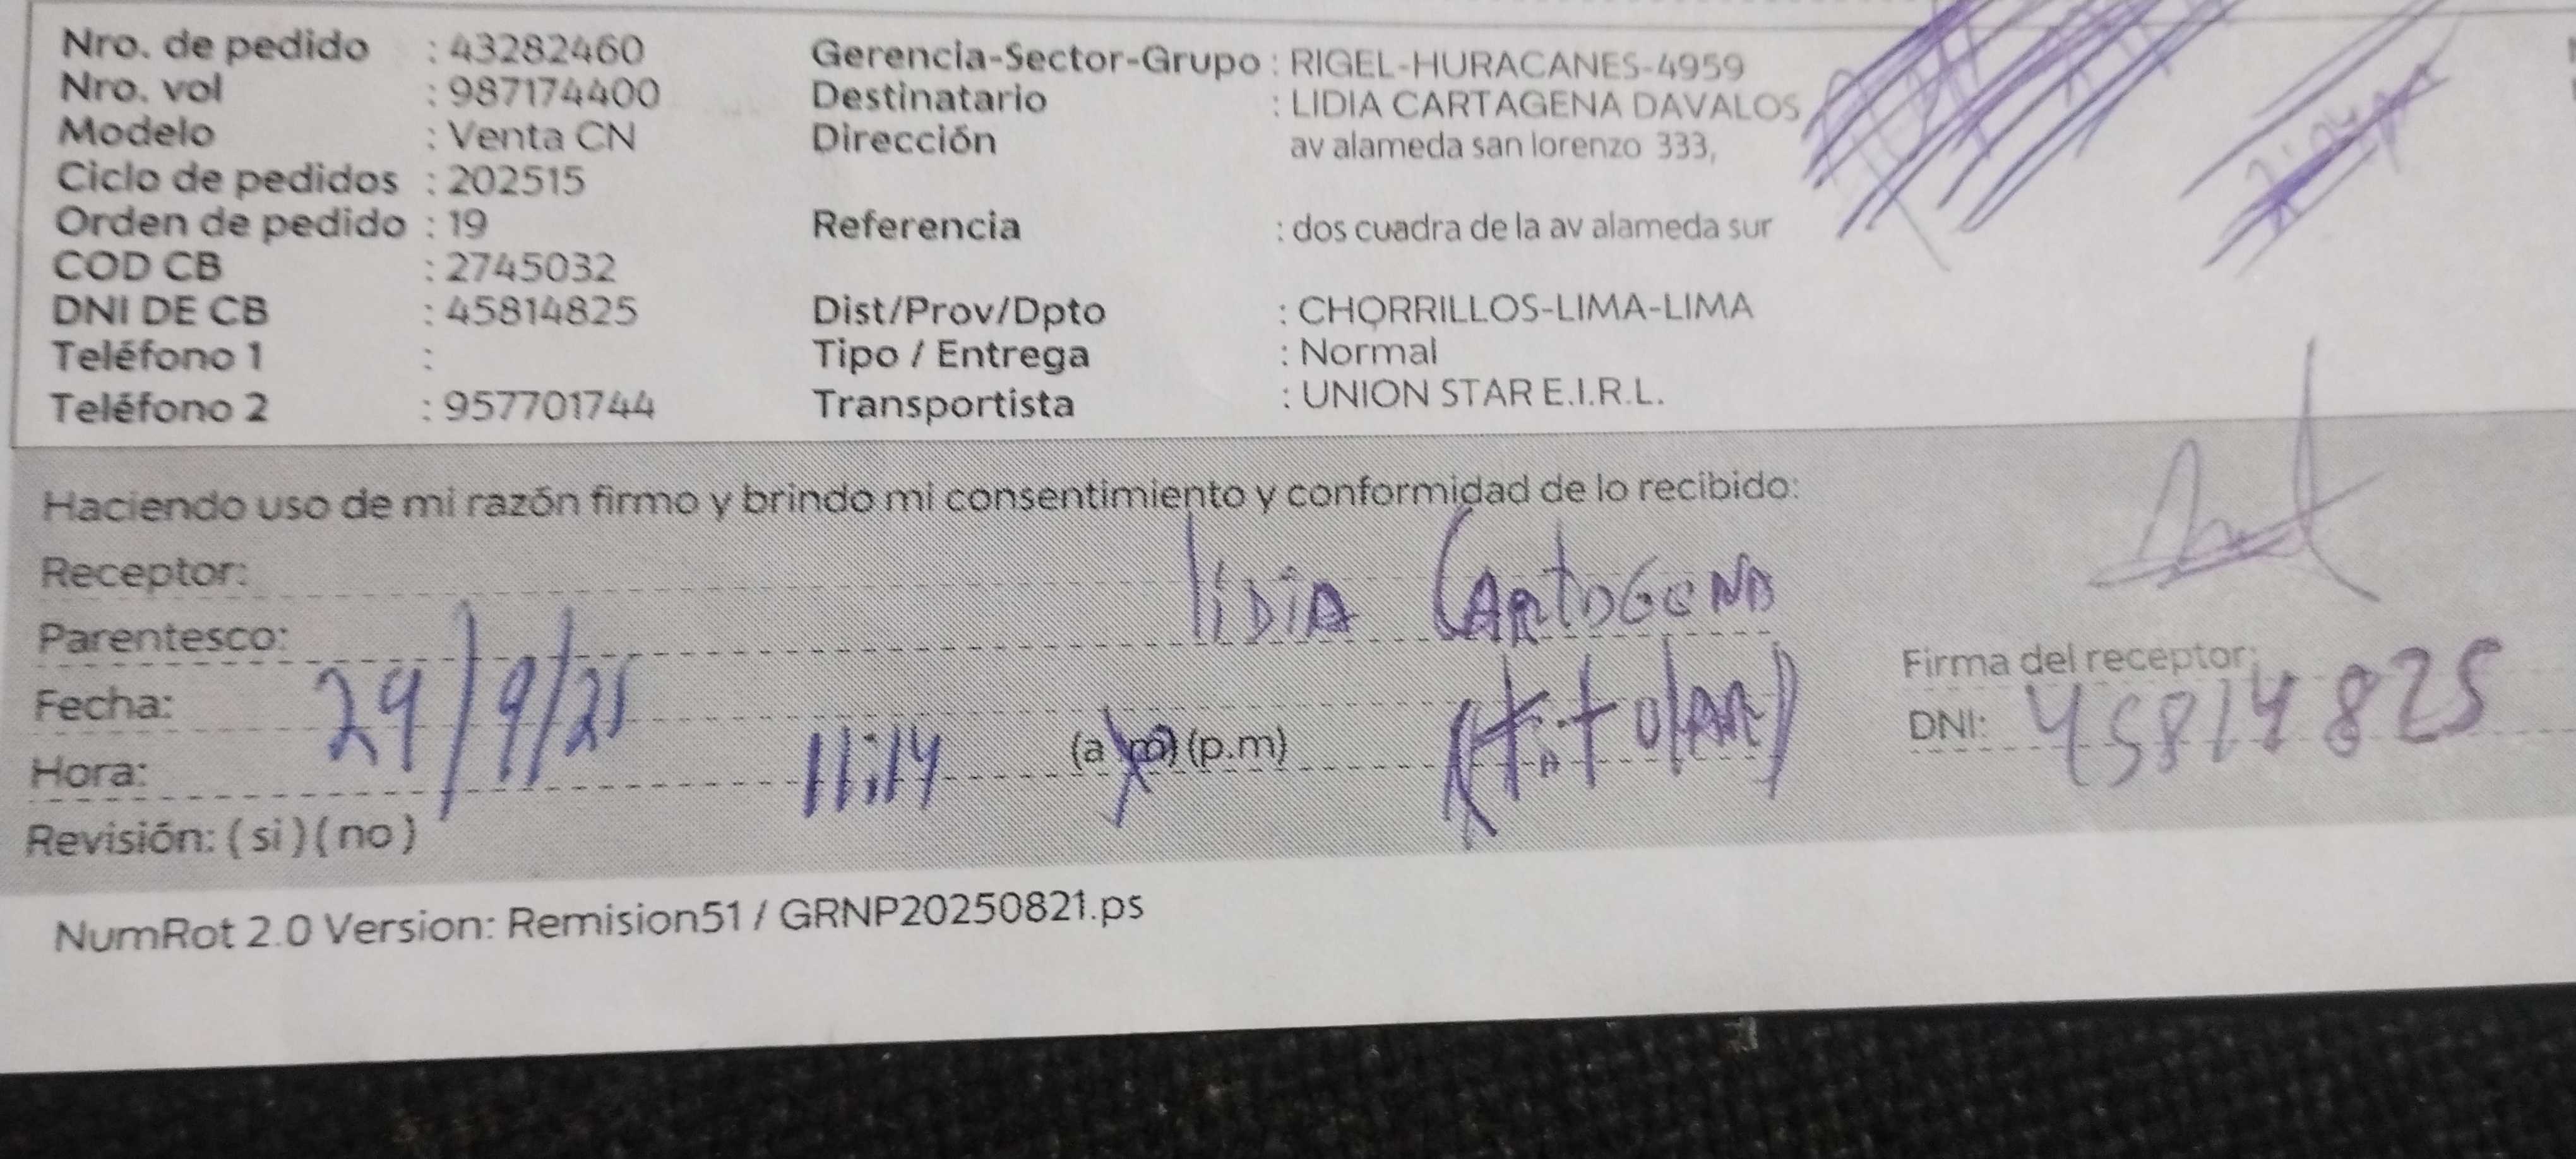 Nro. de pedido : 43282460
Nro. vol : 987174400
Modelo : Venta CN
Ciclo de pedidos : 202515
Orden de pedido : 19
COD CB : 2745032
DNI DE CB : 45814825
Teléfono 1 :
Teléfono 2 : 957701744
Gerencia-Sector-Grupo : RIGEL-HURACANES-4959
Destinatario : LIDIA CARTAGENA DAVALOS
Dirección av alameda san lorenzo 333,
Referencia : dos cuadra de la av alameda sur
Dist/Prov/Dpto : CHORRILLOS-LIMA-LIMA
Tipo / Entrega : Normal
Transportista : UNION STAR E.I.R.L.
Haciendo uso de mi razón firmo y brindo mi consentimiento y conformidad de lo recibido:
Receptor: lidia Cartagena
Parentesco: (titular)
Fecha: 29/9/25
Hora: 11:14 (a.m) (p.m)
Revisión: ( si ) ( no )
Firma del receptor:
DNI: 45814825
NumRot 2.0 Version: Remision51 / GRNP20250821.ps